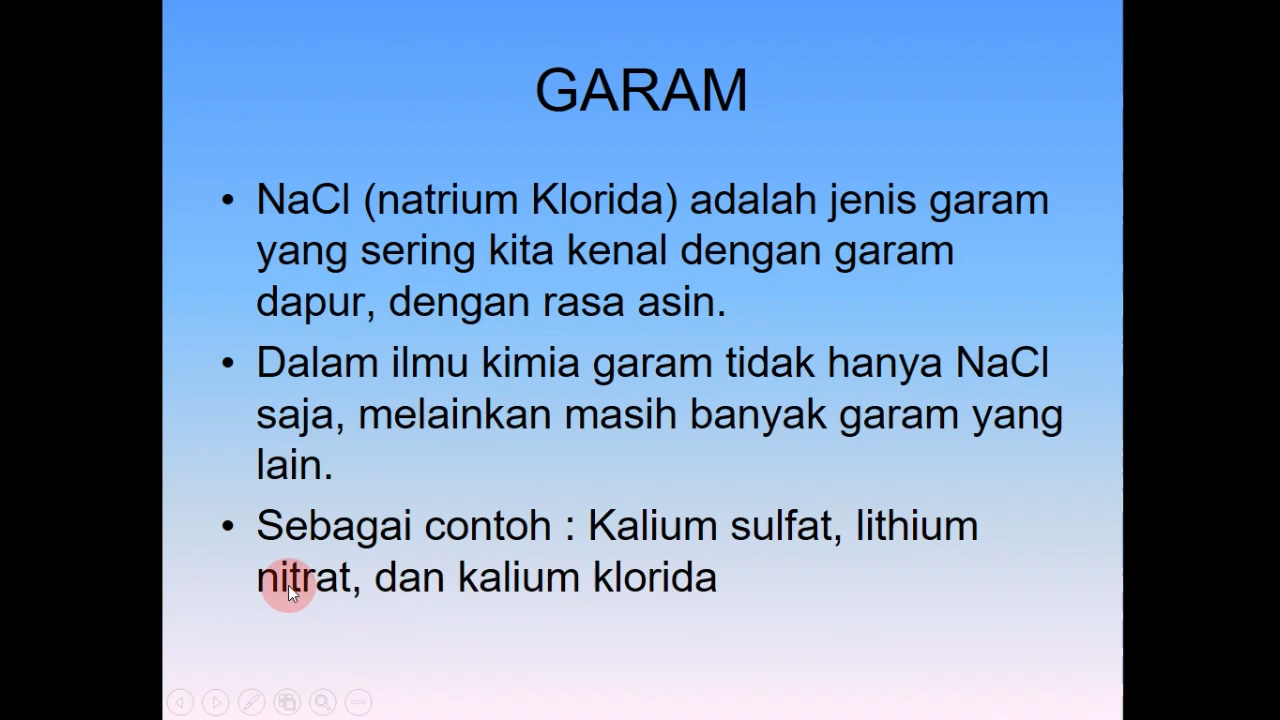 GARAM
• NaCl (natrium Klorida) adalah jenis garam
yang sering kita kenal dengan garam
dapur, dengan rasa asin.
• Dalam ilmu kimia garam tidak hanya NaCl
saja, melainkan masih banyak garam yang
lain.
• Sebagai contoh : Kalium sulfat, lithium
nitrat, dan kalium klorida